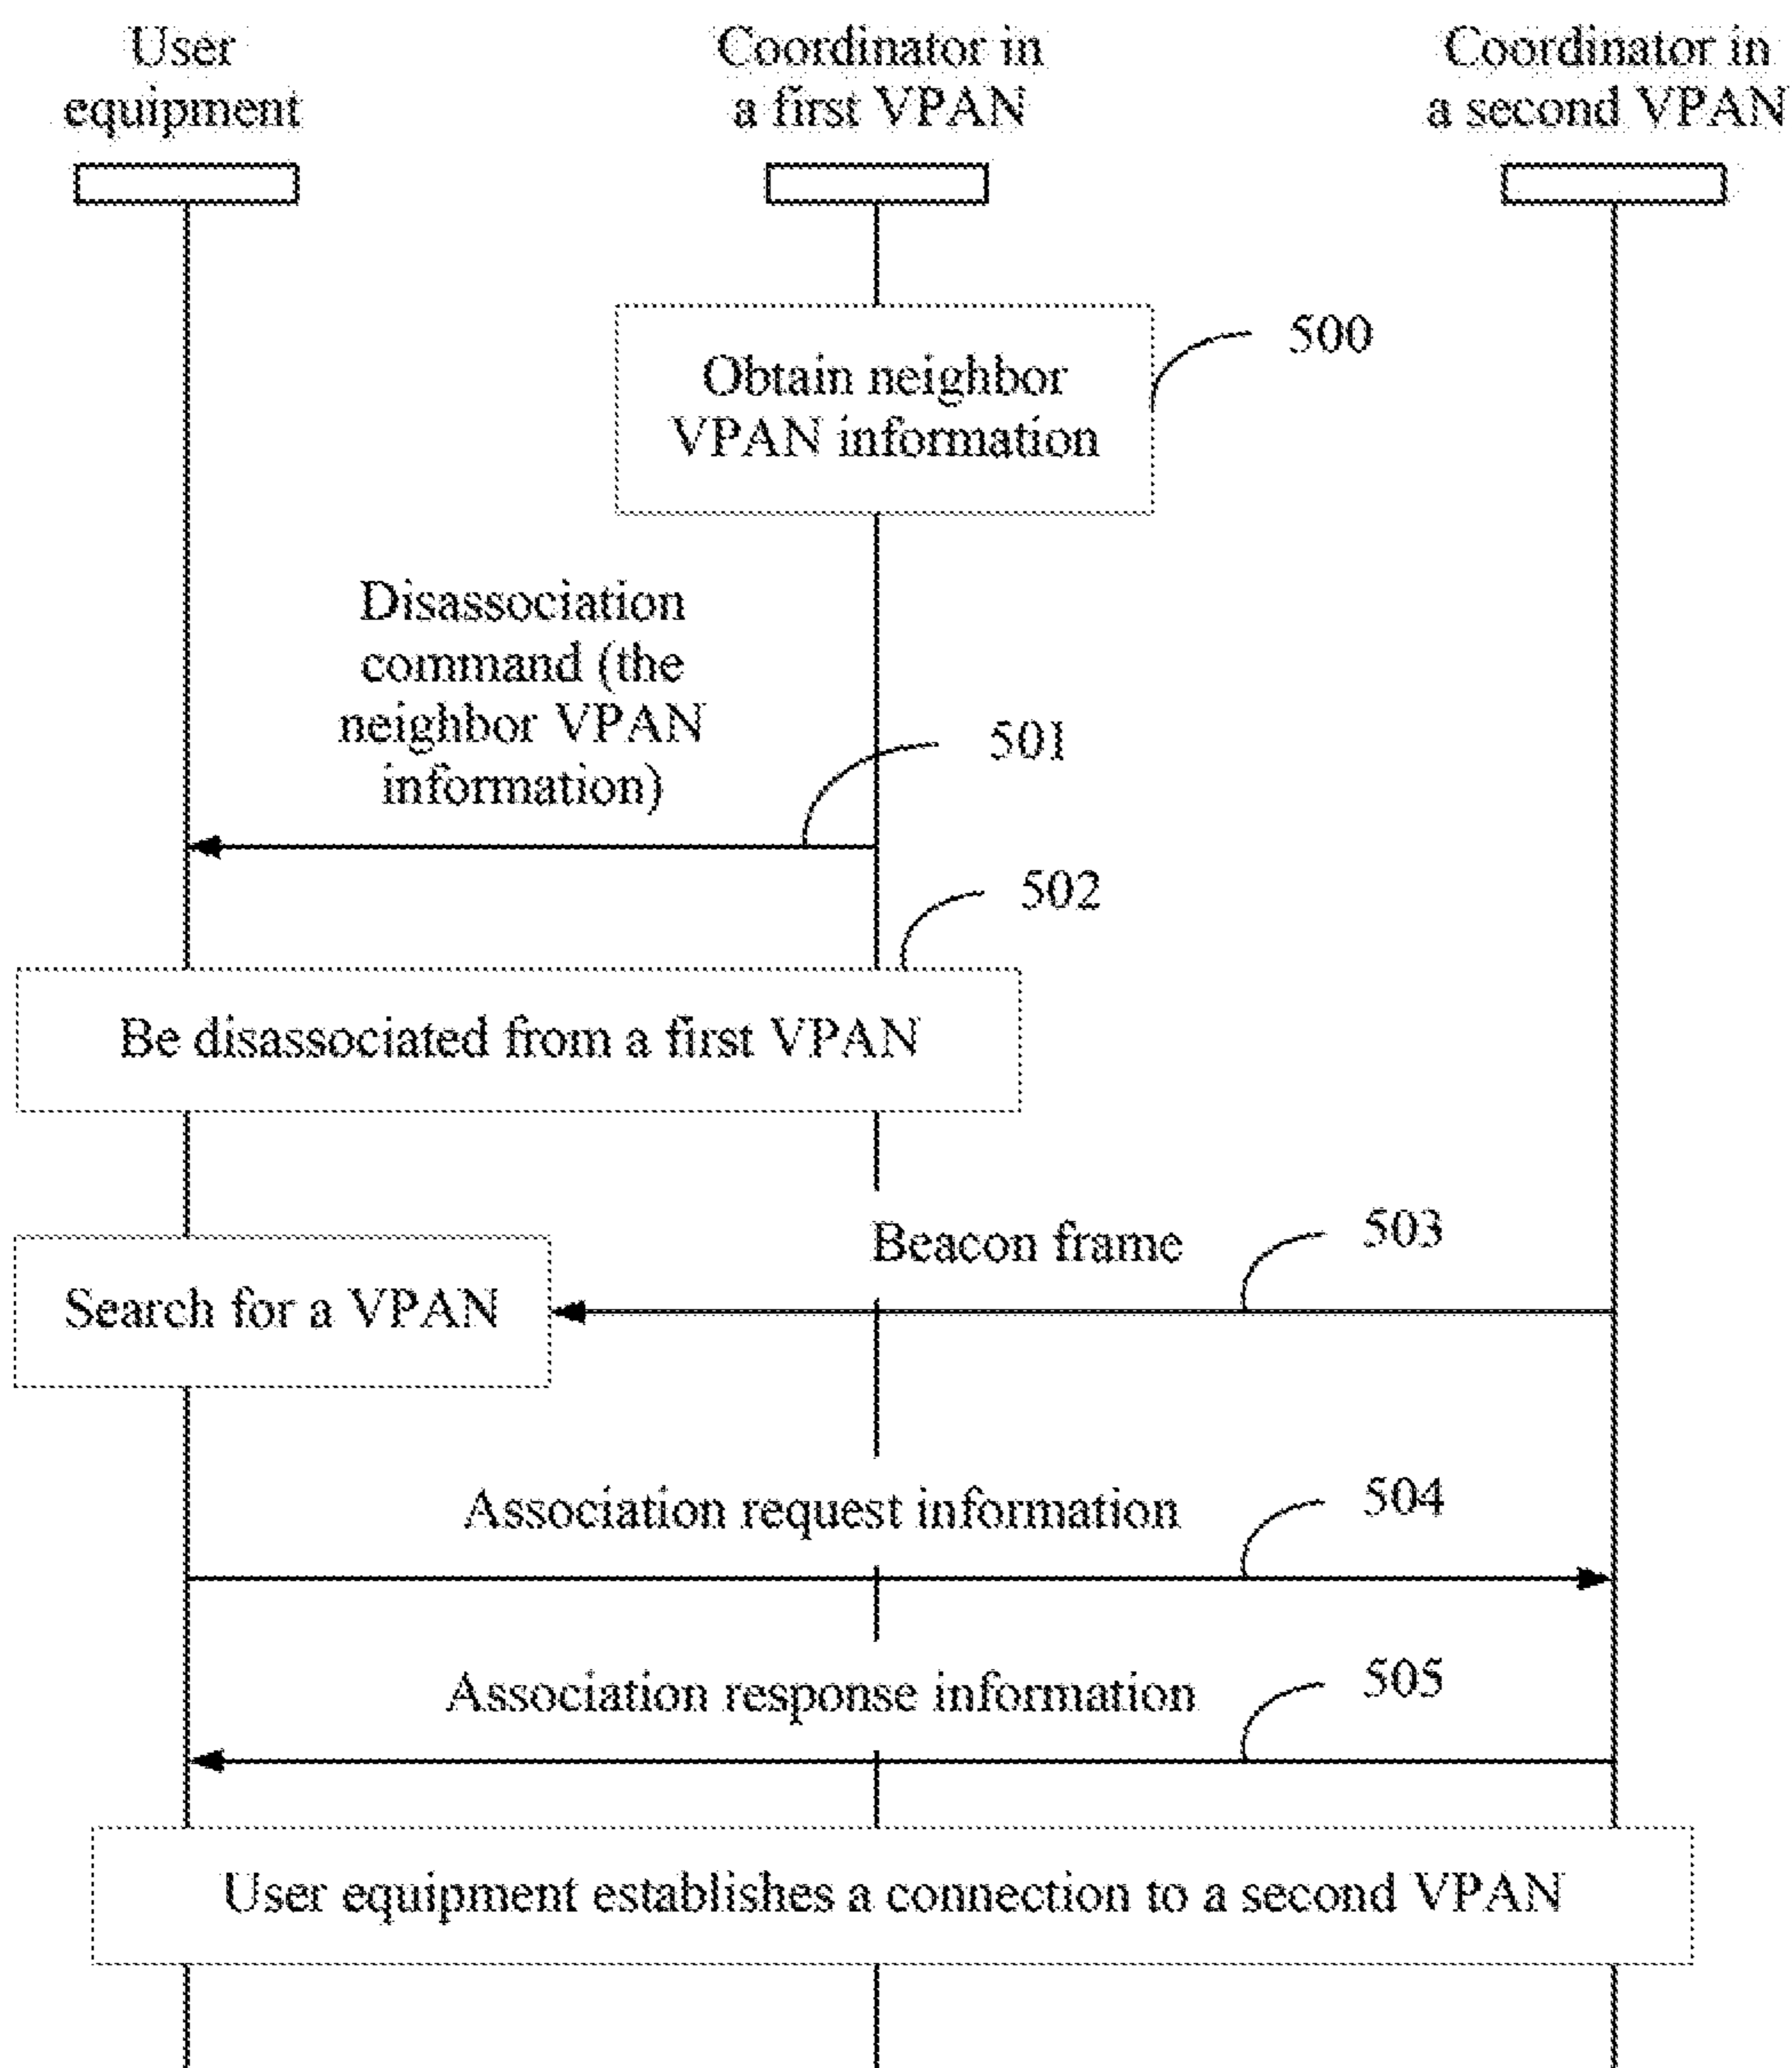 User
equipment
Coordinator in
a first VPAN
Coordinator in
a second VPAN
Obtain neighbor
VPAN information
500
Disassociation
command (the
neighbor VPAN
information)
501
502
Be disassociated from a first VPAN
Beacon frame
503
Search for a VPAN
Association request information
504
Association response information
505
User equipment establishes a connection to a second VPAN